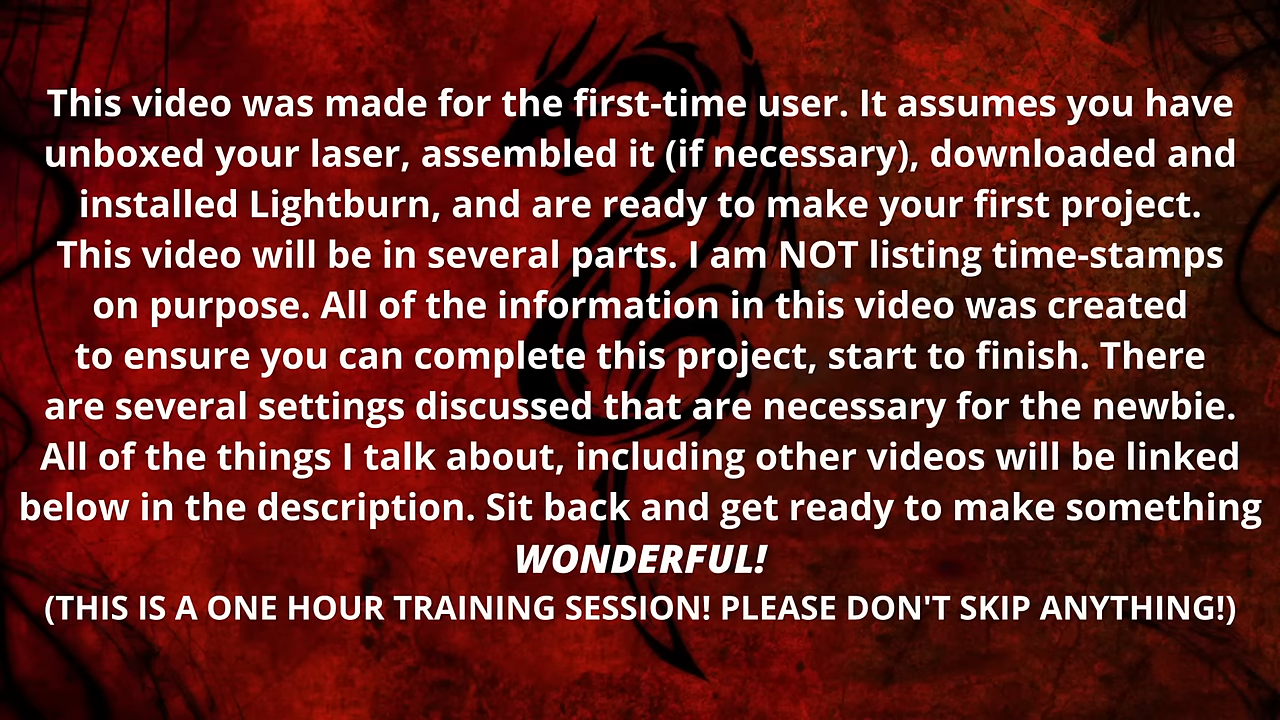 This video was made for the first-time user. It assumes you have
unboxed your laser, assembled it (if necessary), downloaded and
installed Lightburn, and are ready to make your first project.
This video will be in several parts. I am NOT listing time-stamps
on purpose. All of the information in this video was created
to ensure you can complete this project, start to finish. There
are several settings discussed that are necessary for the newbie.
All of the things I talk about, including other videos will be linked
below in the description. Sit back and get ready to make something
WONDERFUL!
(THIS IS A ONE HOUR TRAINING SESSION! PLEASE DON'T SKIP ANYTHING!)